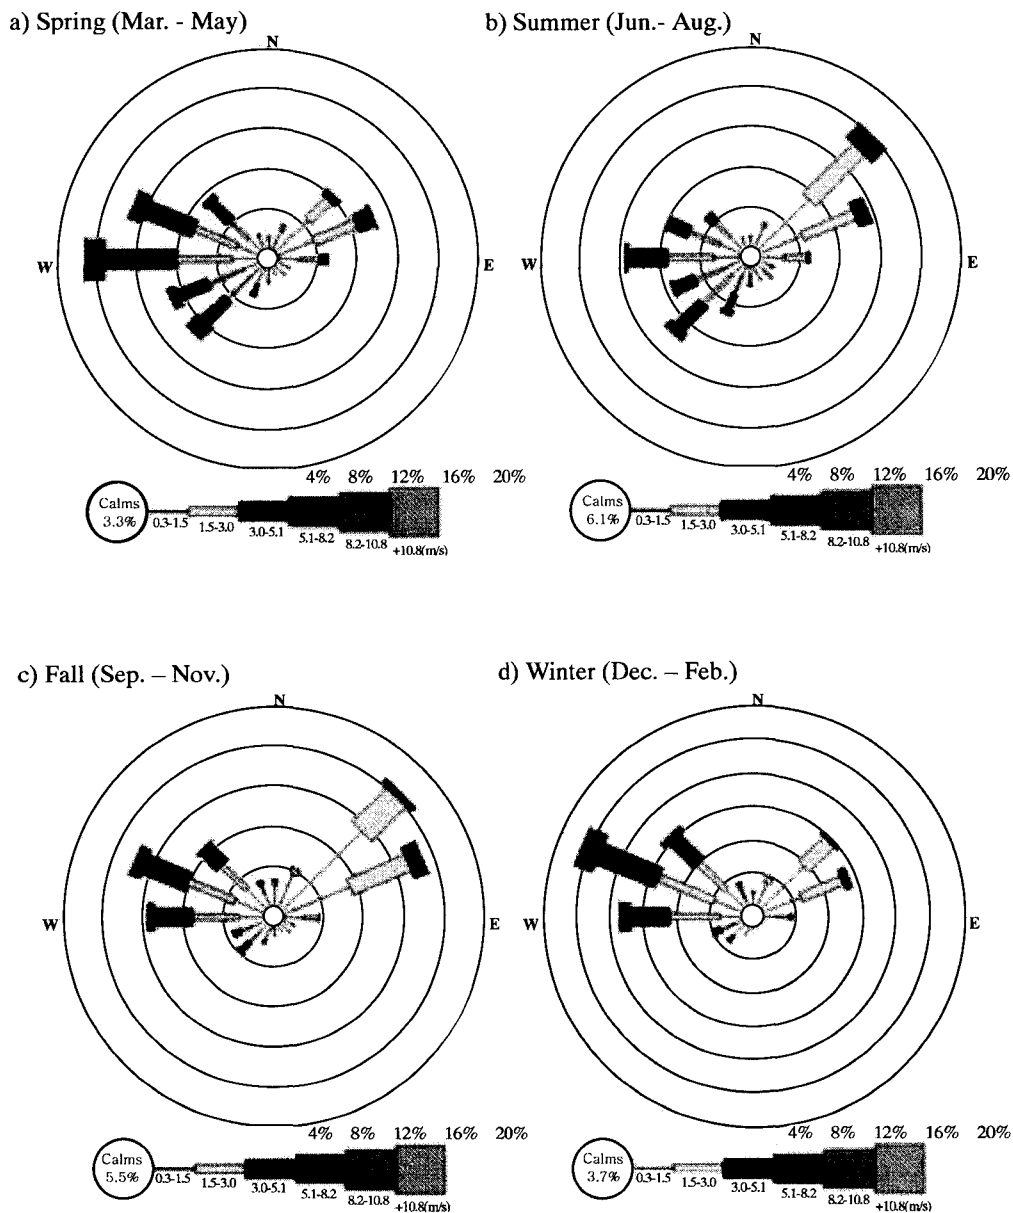 a) Spring (Mar. - May)
N
W
E
4% 8% 12% 16% 20%
Calms
3.3%
0.3-1.5
1.5-3.0
3.0-5.1
5.1-8.2
8.2-10.8
+10.8(m/s)
b) Summer (Jun.- Aug.)
N
W
E
4% 8% 12% 16% 20%
Calms
6.1%
0.3-1.5
1.5-3.0
3.0-5.1
5.1-8.2
8.2-10.8
+10.8(m/s)
c) Fall (Sep. – Nov.)
N
W
E
4% 8% 12% 16% 20%
Calms
5.5%
0.3-1.5
1.5-3.0
3.0-5.1
5.1-8.2
8.2-10.8
+10.8(m/s)
d) Winter (Dec. – Feb.)
N
W
E
4% 8% 12% 16% 20%
Calms
3.7%
0.3-1.5
1.5-3.0
3.0-5.1
5.1-8.2
8.2-10.8
+10.8(m/s)